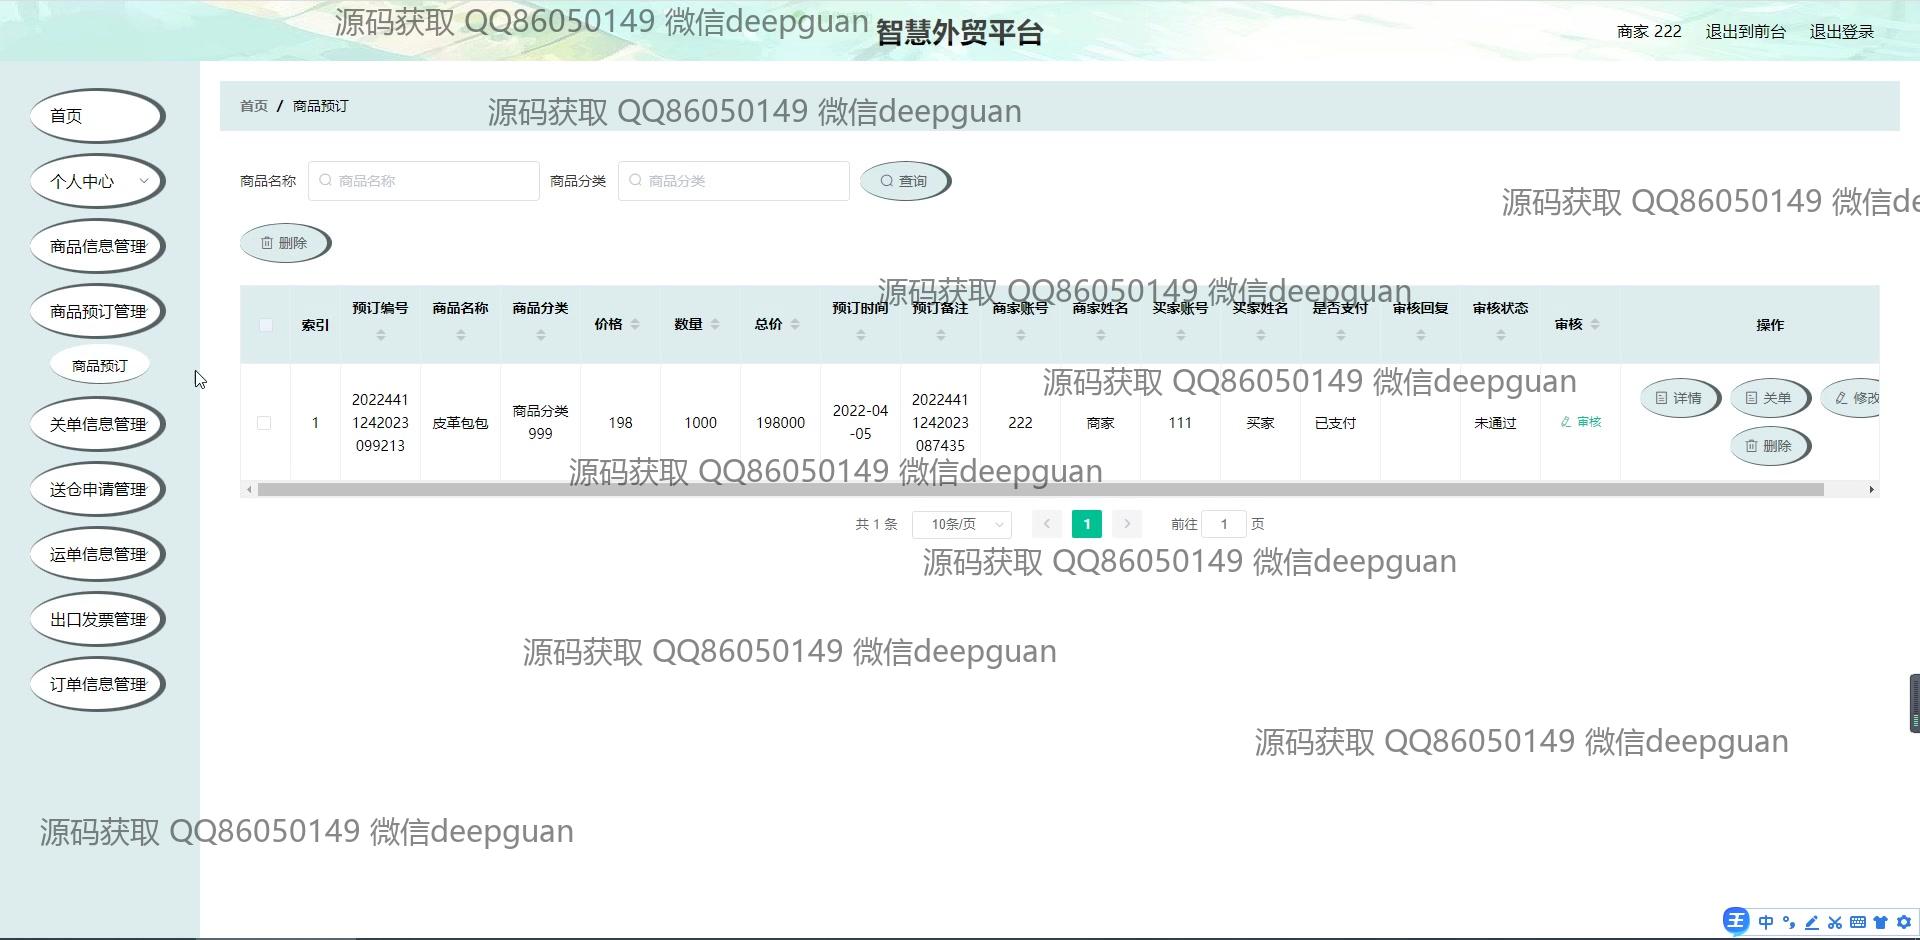 源码获取 QQ86050149 微信deepguan
智慧外贸平台
商家 222 退出到前台 退出登录
首页 / 商品预订
源码获取 QQ86050149 微信deepguan
首页
个人中心
商品信息管理
商品预订管理
商品预订
关单信息管理
送仓申请管理
运单信息管理
出口发票管理
订单信息管理
商品名称 商品名称 商品分类 商品分类 查询
源码获取 QQ86050149 微信de
删除
源码获取 QQ86050149 微信deepguan
索引 预订编号 商品名称 商品分类 价格 数量 总价 预订时间 预订备注 商家账号 商家姓名 买家账号 买家姓名 是否支付 审核回复 审核状态 审核 操作
源码获取 QQ86050149 微信deepguan
1 2022441 1242023 099213 皮革包包 商品分类 999 198 1000 198000 2022-04 -05 2022441 1242023 087435 222 商家 111 买家 已支付 未通过 审核 详情 关单 修改 删除
源码获取 QQ86050149 微信deepguan
共 1 条 10条/页 1 前往 1 页
源码获取 QQ86050149 微信deepguan
源码获取 QQ86050149 微信deepguan
源码获取 QQ86050149 微信deepguan
源码获取 QQ86050149 微信deepguan
王 中